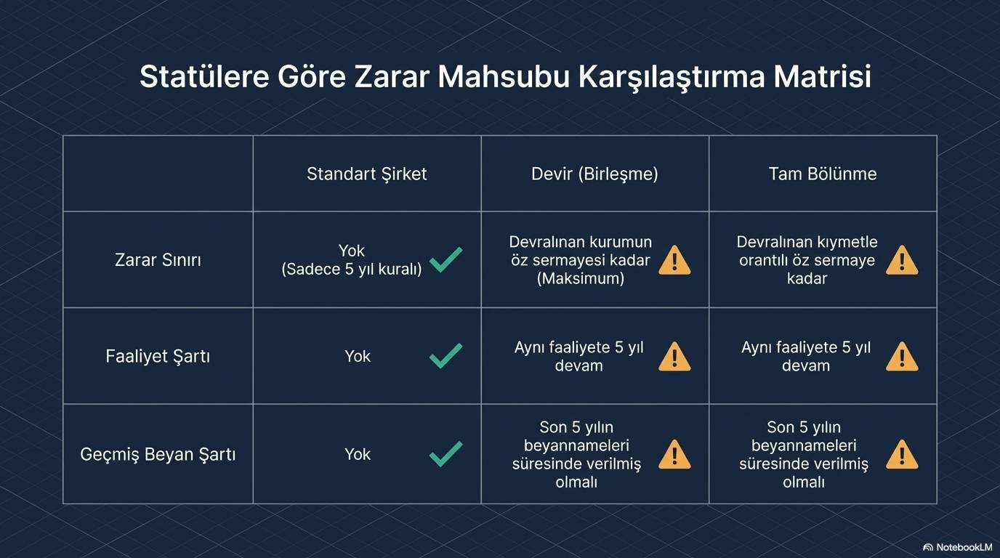 Statülere Göre Zarar Mahsubu Karşılaştırma Matrisi
Standart Şirket
Devir (Birleşme)
Tam Bölünme
Zarar Sınırı
Yok
(Sadece 5 yıl kuralı)
Devralınan kurumun
öz sermayesi kadar
(Maksimum)
Devralınan kıymetle
orantılı öz sermaye
kadar
Faaliyet Şartı
Yok
Aynı faaliyete 5 yıl
devam
Aynı faaliyete 5 yıl
devam
Geçmiş Beyan Şartı
Yok
Son 5 yılın
beyannameleri
süresinde verilmiş
olmalı
Son 5 yılın
beyannameleri
süresinde verilmiş
olmalı
NotebookLM